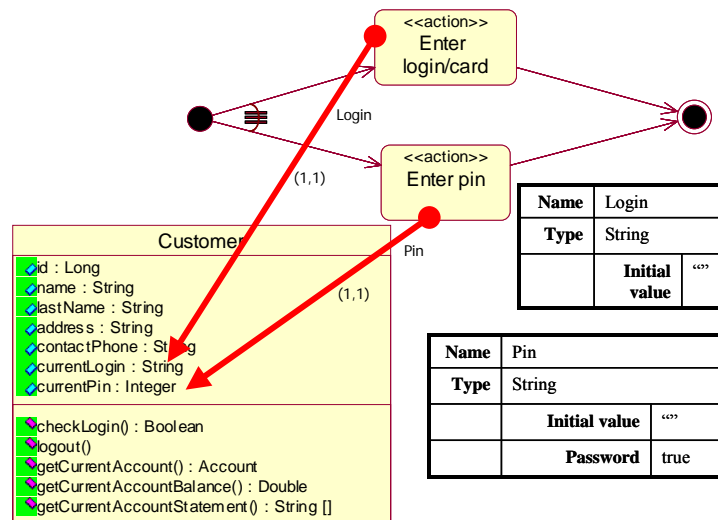 <<action>>
Enter
login/card
Login
(1,1)
<<action>>
Enter pin
Pin
(1,1)
Customer
id : Long
name : String
lastName : String
address : String
contactPhone : String
currentLogin : String
currentPin : Integer
checkLogin() : Boolean
logout()
getCurrentAccount() : Account
getCurrentAccountBalance() : Double
getCurrentAccountStatement() : String []
Name Login
Type String
Initial value “”
Name Pin
Type String
Initial value “”
Password true